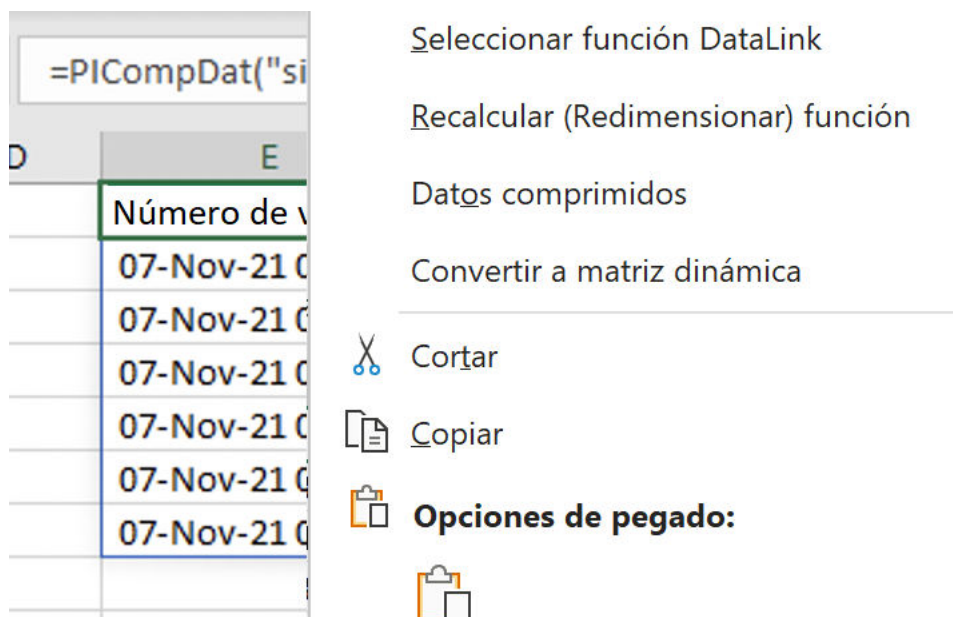 =PICompDat("si
D
E
Número de
07-Nov-21
07-Nov-21
07-Nov-21
07-Nov-21
07-Nov-21
07-Nov-21
Seleccionar función DataLink
Recalcular (Redimensionar) función
Datos comprimidos
Convertir a matriz dinámica
Cortar
Copiar
Opciones de pegado: